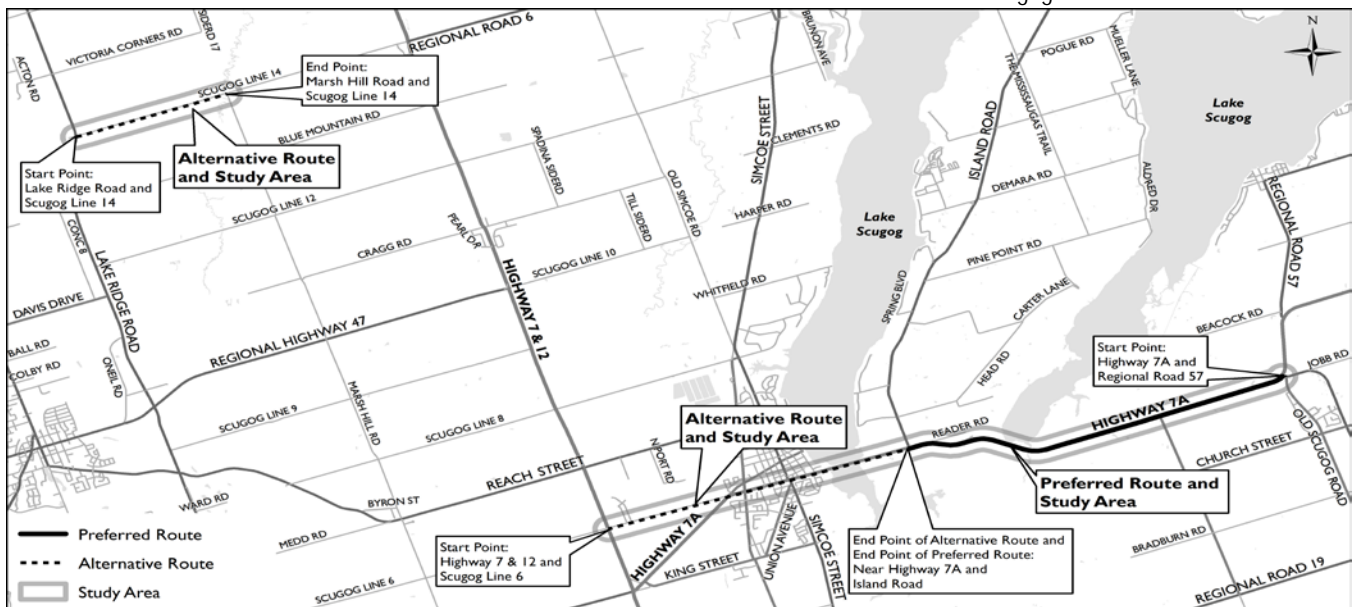 VICTORIA CORNERS RD
SIDERD 17
REGIONAL ROAD 6
BRUNON AVE
POGUE RD
MUELLER LANE
N
ACTON RD
SCUGOG LINE 14
End Point:
Marsh Hill Road and
Scugog Line 14
BLUE MOUNTAIN RD
Alternative Route
and Study Area
Start Point:
Lake Ridge Road and
Scugog Line 14
SCUGOG LINE 12
SPADINA SIDERD
OLD SIMCOE RD
TILL SIDERD
SIMCOE STREET
CLEMENTS RD
HARPER RD
ISLAND ROAD
THE MISSISSAUGAS TRAIL
DEMARA RD
ALDRED DR
Lake
Scugog
Lake
Scugog
REGIONAL ROAD 57
CONC 8
LAKE RIDGE ROAD
CRAGG RD
PEARL DR
SCUGOG LINE 10
HIGHWAY 7 & 12
WHITFIELD RD
PINE POINT RD
SPRING BLVD
CARTER LANE
HEAD RD
BEACOCK RD
DAVIS DRIVE
REGIONAL HIGHWAY 47
BALL RD
COLBY RD
ONEIL RD
MARSH HILL RD
SCUGOG LINE 9
SCUGOG LINE 8
Start Point:
Highway 7A and
Regional Road 57
JOBB RD
Alternative Route
and Study Area
READER RD
HIGHWAY 7A
OLD SCUGOG ROAD
CHURCH STREET
REACH STREET
N PORT RD
WARD RD
BYRON ST
HIGHWAY 7A
Preferred Route and
Study Area
MEDD RD
Start Point:
Highway 7 & 12 and
Scugog Line 6
KING STREET
UNION AVENUE
SIMCOE STREET
End Point of Alternative Route and
End Point of Preferred Route:
Near Highway 7A and
Island Road
BRADBURN RD
REGIONAL ROAD 19
SCUGOG LINE 6
Preferred Route
Alternative Route
Study Area